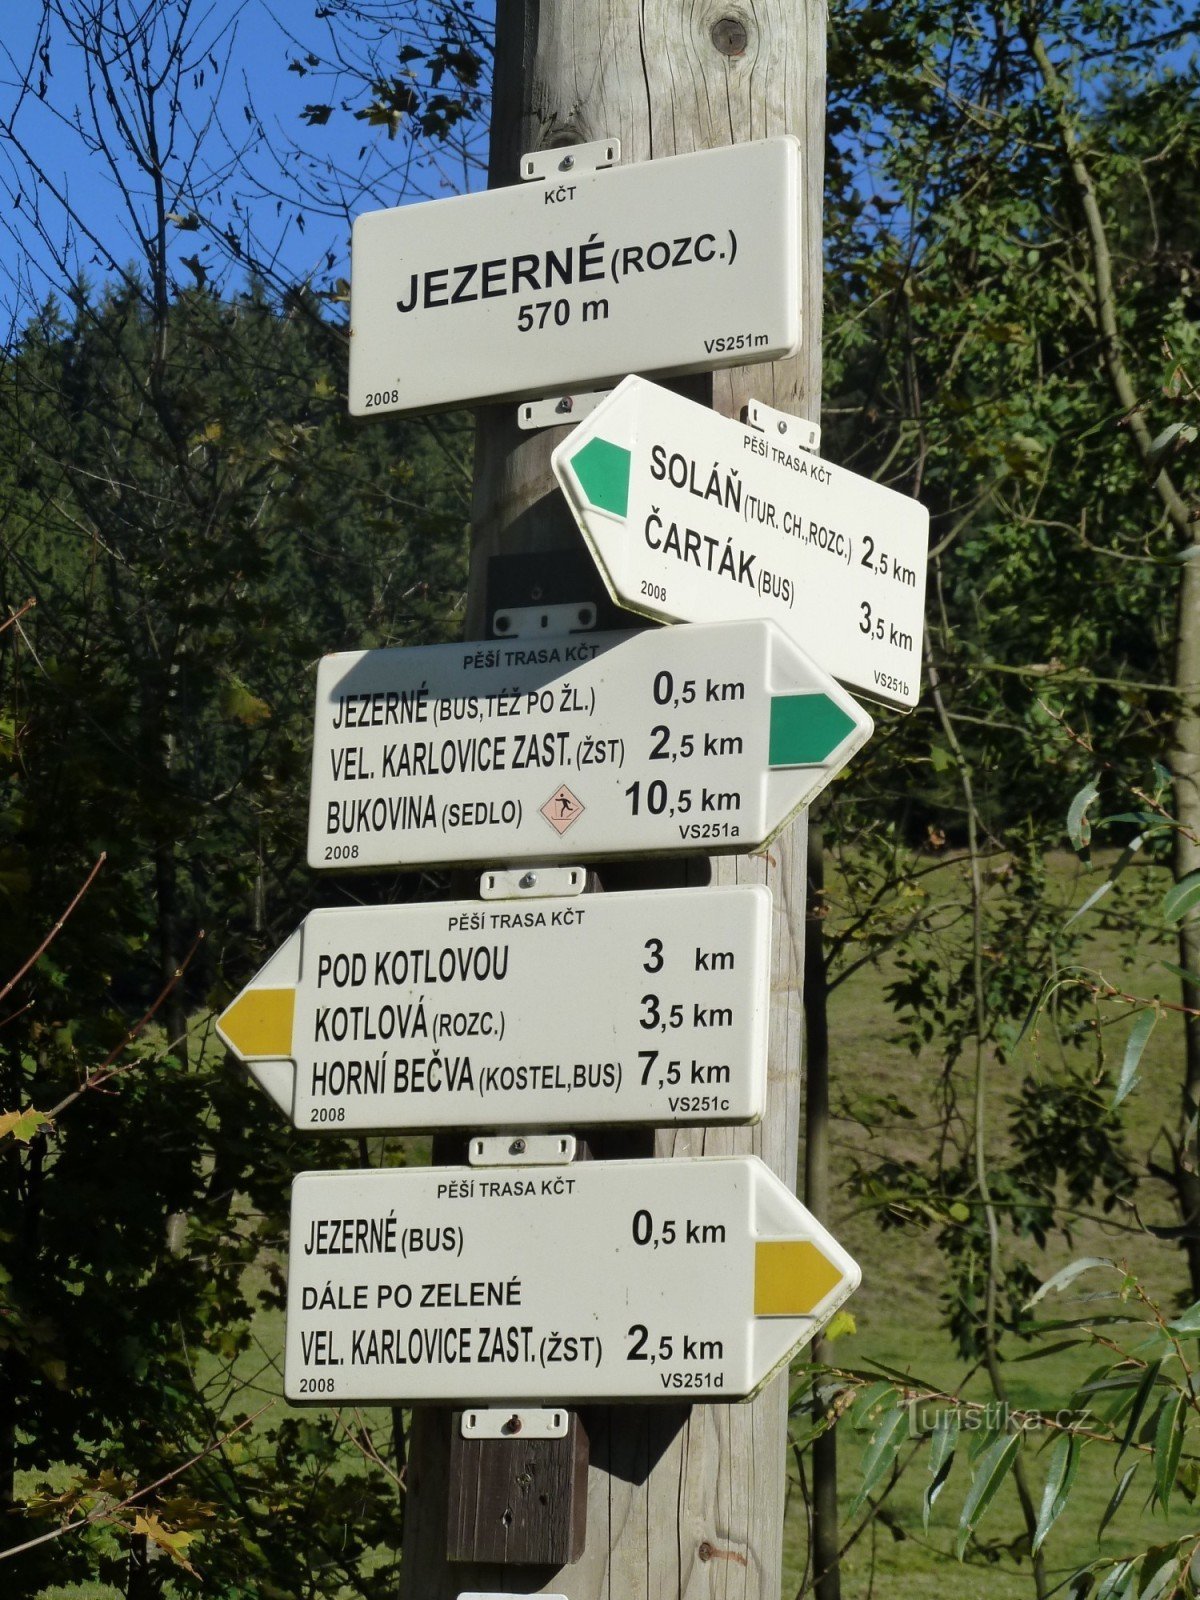 KČT
JEZERNÉ (ROZC.)
570 m
VS251m
2008
PĚŠÍ TRASA KČT
SOLÁŇ (TUR. CH.,ROZC.) 2,5 km
ČARTÁK (BUS) 3,5 km
2008 VS251b
PĚŠÍ TRASA KČT
JEZERNÉ (BUS,TÉŽ PO ŽL.) 0,5 km
VEL. KARLOVICE ZAST. (ŽST) 2,5 km
BUKOVINA (SEDLO) 10,5 km
2008 VS251a
PĚŠÍ TRASA KČT
POD KOTLOVOU 3 km
KOTLOVÁ (ROZC.) 3,5 km
HORNÍ BEČVA (KOSTEL,BUS) 7,5 km
2008 VS251c
PĚŠÍ TRASA KČT
JEZERNÉ (BUS) 0,5 km
DÁLE PO ZELENÉ
VEL. KARLOVICE ZAST. (ŽST) 2,5 km
2008 VS251d
Turistika.cz